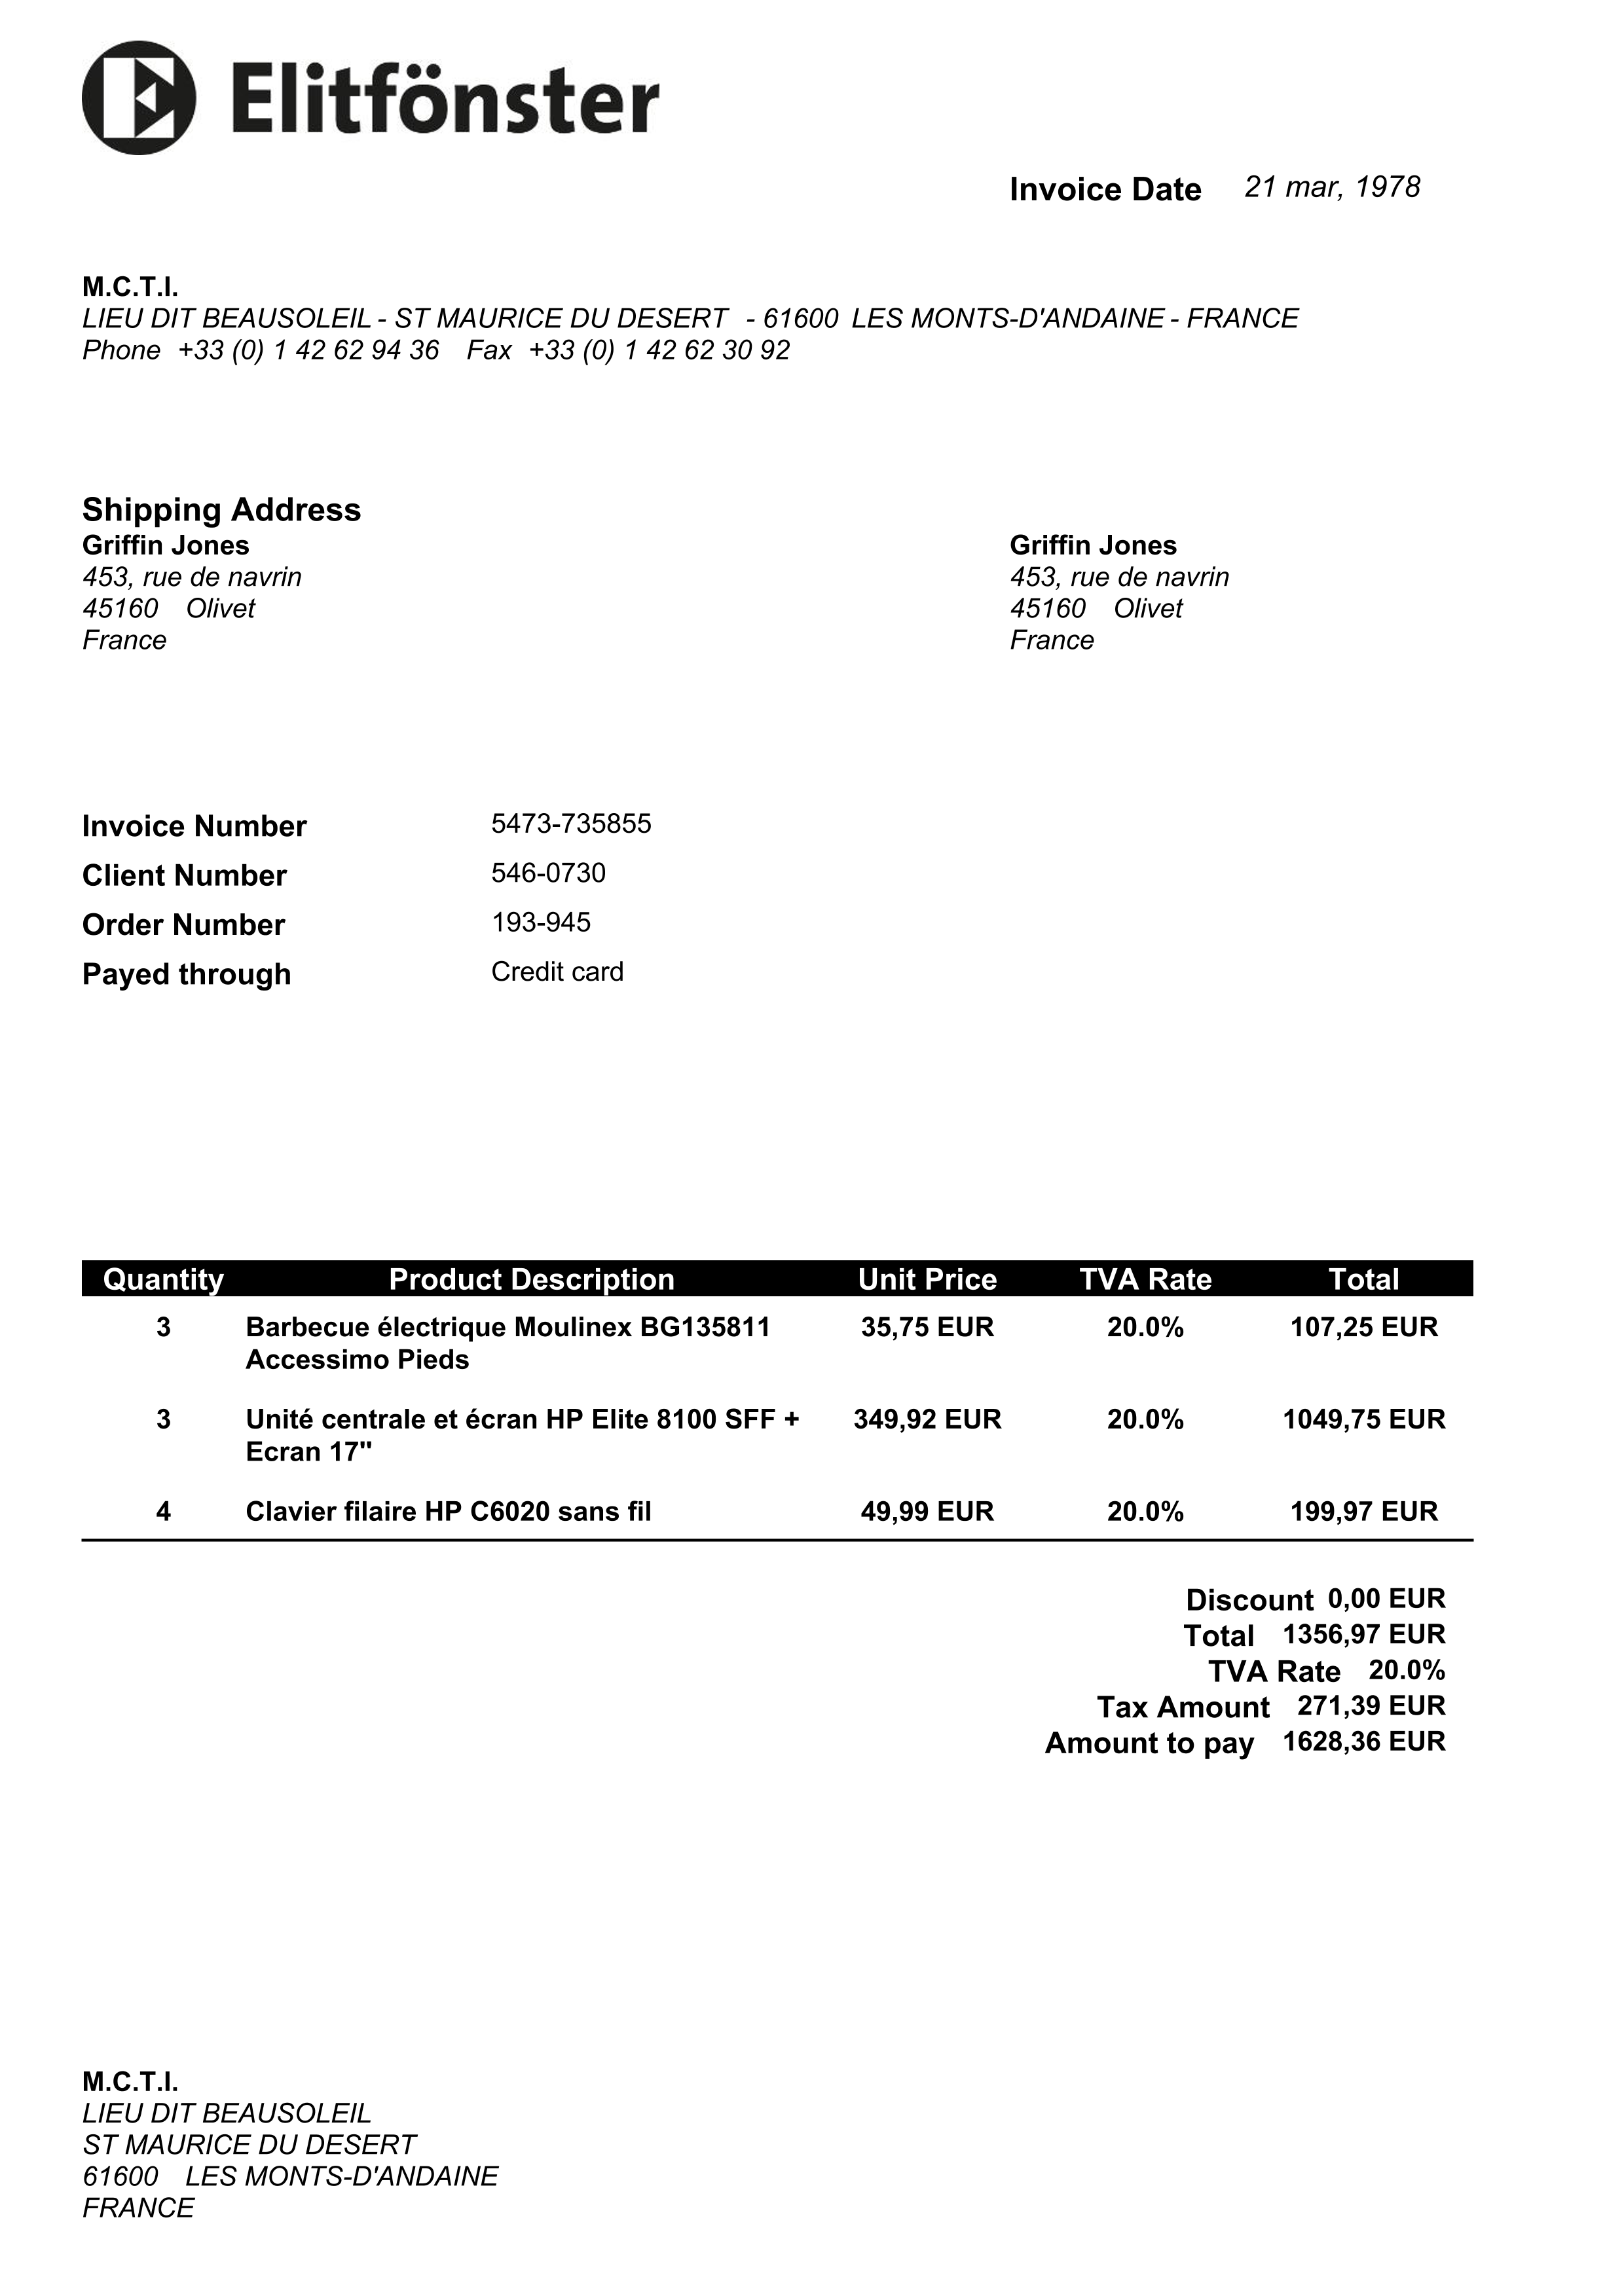 Elitfönster
Invoice Date 21 mar, 1978
M.C.T.I.
LIEU DIT BEAUSOLEIL - ST MAURICE DU DESERT - 61600 LES MONTS-D'ANDAINE - FRANCE
Phone +33 (0) 1 42 62 94 36 Fax +33 (0) 1 42 62 30 92
Shipping Address
Griffin Jones
453, rue de navrin
45160 Olivet
France
Griffin Jones
453, rue de navrin
45160 Olivet
France
Invoice Number 5473-735855
Client Number 546-0730
Order Number 193-945
Payed through Credit card
Quantity Product Description Unit Price TVA Rate Total
3 Barbecue électrique Moulinex BG135811 35,75 EUR 20.0% 107,25 EUR
Accessimo Pieds
3 Unité centrale et écran HP Elite 8100 SFF + 349,92 EUR 20.0% 1049,75 EUR
Ecran 17"
4 Clavier filaire HP C6020 sans fil 49,99 EUR 20.0% 199,97 EUR
Discount 0,00 EUR
Total 1356,97 EUR
TVA Rate 20.0%
Tax Amount 271,39 EUR
Amount to pay 1628,36 EUR
M.C.T.I.
LIEU DIT BEAUSOLEIL
ST MAURICE DU DESERT
61600 LES MONTS-D'ANDAINE
FRANCE